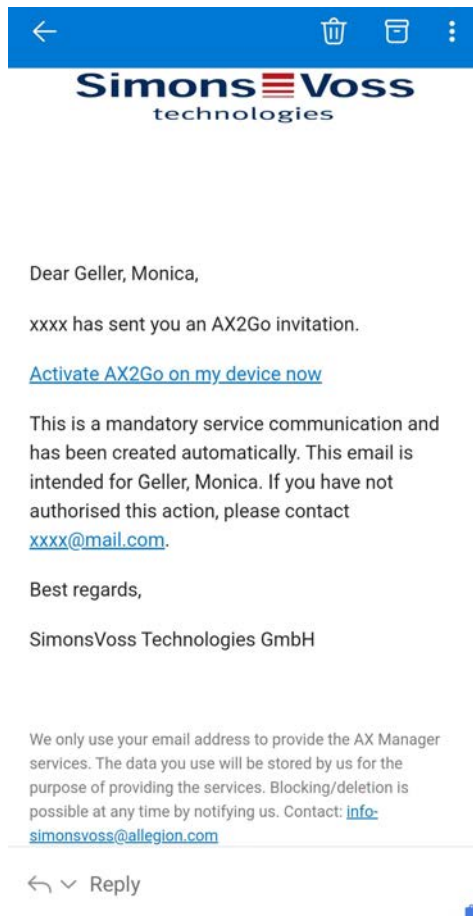 SimonsVoss
technologies
Dear Geller, Monica,
xxxx has sent you an AX2Go invitation.
Activate AX2Go on my device now
This is a mandatory service communication and
has been created automatically. This email is
intended for Geller, Monica. If you have not
authorised this action, please contact
xxxx@mail.com.
Best regards,
SimonsVoss Technologies GmbH
We only use your email address to provide the AX Manager
services. The data you use will be stored by us for the
purpose of providing the services. Blocking/deletion is
possible at any time by notifying us. Contact: info-
simonsvoss@allegion.com
Reply